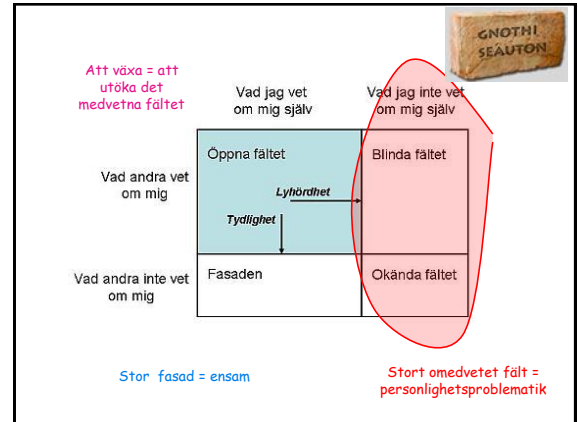 GNOTHI
SEAUTON
Att växa = att
utöka det
medvetna fältet
Vad jag vet
om mig själv
Vad jag inte vet
om mig själv
Vad andra vet
om mig
Öppna fältet
Blinda fältet
Lyhördhet
Tydlighet
Vad andra inte vet
om mig
Fasaden
Okända fältet
Stor fasad = ensam
Stort omedvetet fält =
personlighetsproblematik